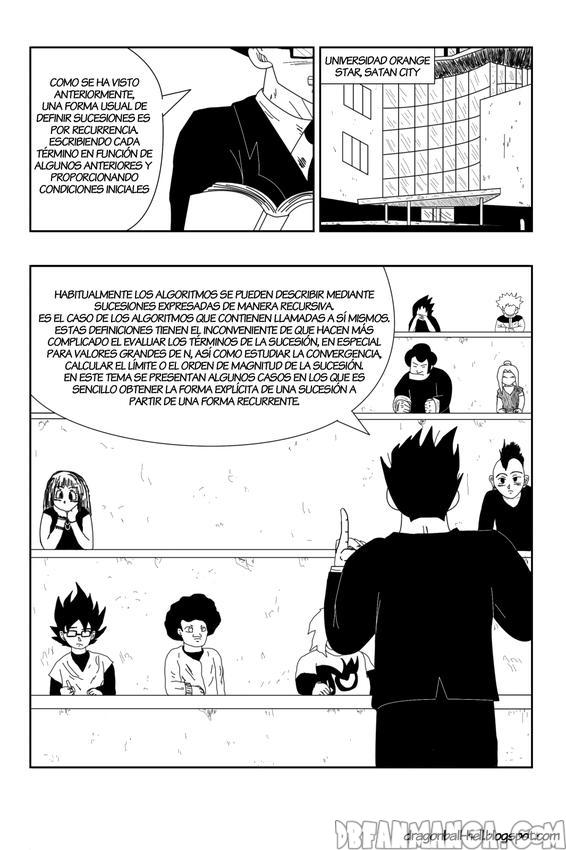 COMO SE HA VISTO
ANTERIORMENTE,
UNA FORMA USUAL DE
DEFINIR SUCESIONES ES
POR RECURRENCIA.
ESCRIBIENDO CADA
TÉRMINO EN FUNCIÓN DE
ALGUNOS ANTERIORES Y
PROPORCIONANDO
CONDICIONES INICIALES
UNIVERSIDAD ORANGE
STAR, SATAN CITY
HABITUALMENTE LOS ALGORITMOS SE PUEDEN DESCRIBIR MEDIANTE
SUCESIONES EXPRESADAS DE MANERA RECURSIVA.
ES EL CASO DE LOS ALGORITMOS QUE CONTIENEN LLAMADAS A SÍ MISMOS.
ESTAS DEFINICIONES TIENEN EL INCONVENIENTE DE QUE HACEN MÁS
COMPLICADO EL EVALUAR LOS TÉRMINOS DE LA SUCESIÓN, EN ESPECIAL
PARA VALORES GRANDES DE N, ASÍ COMO ESTUDIAR LA CONVERGENCIA,
CALCULAR EL LÍMITE O EL ORDEN DE MAGNITUD DE LA SUCESIÓN.
EN ESTE TEMA SE PRESENTAN ALGUNOS CASOS EN LOS QUE ES
SENCILLO OBTENER LA FORMA EXPLÍCITA DE UNA SUCESIÓN A
PARTIR DE UNA FORMA RECURRENTE.
dragonball-hel.blogspot.com
DBFANMANGA.COM